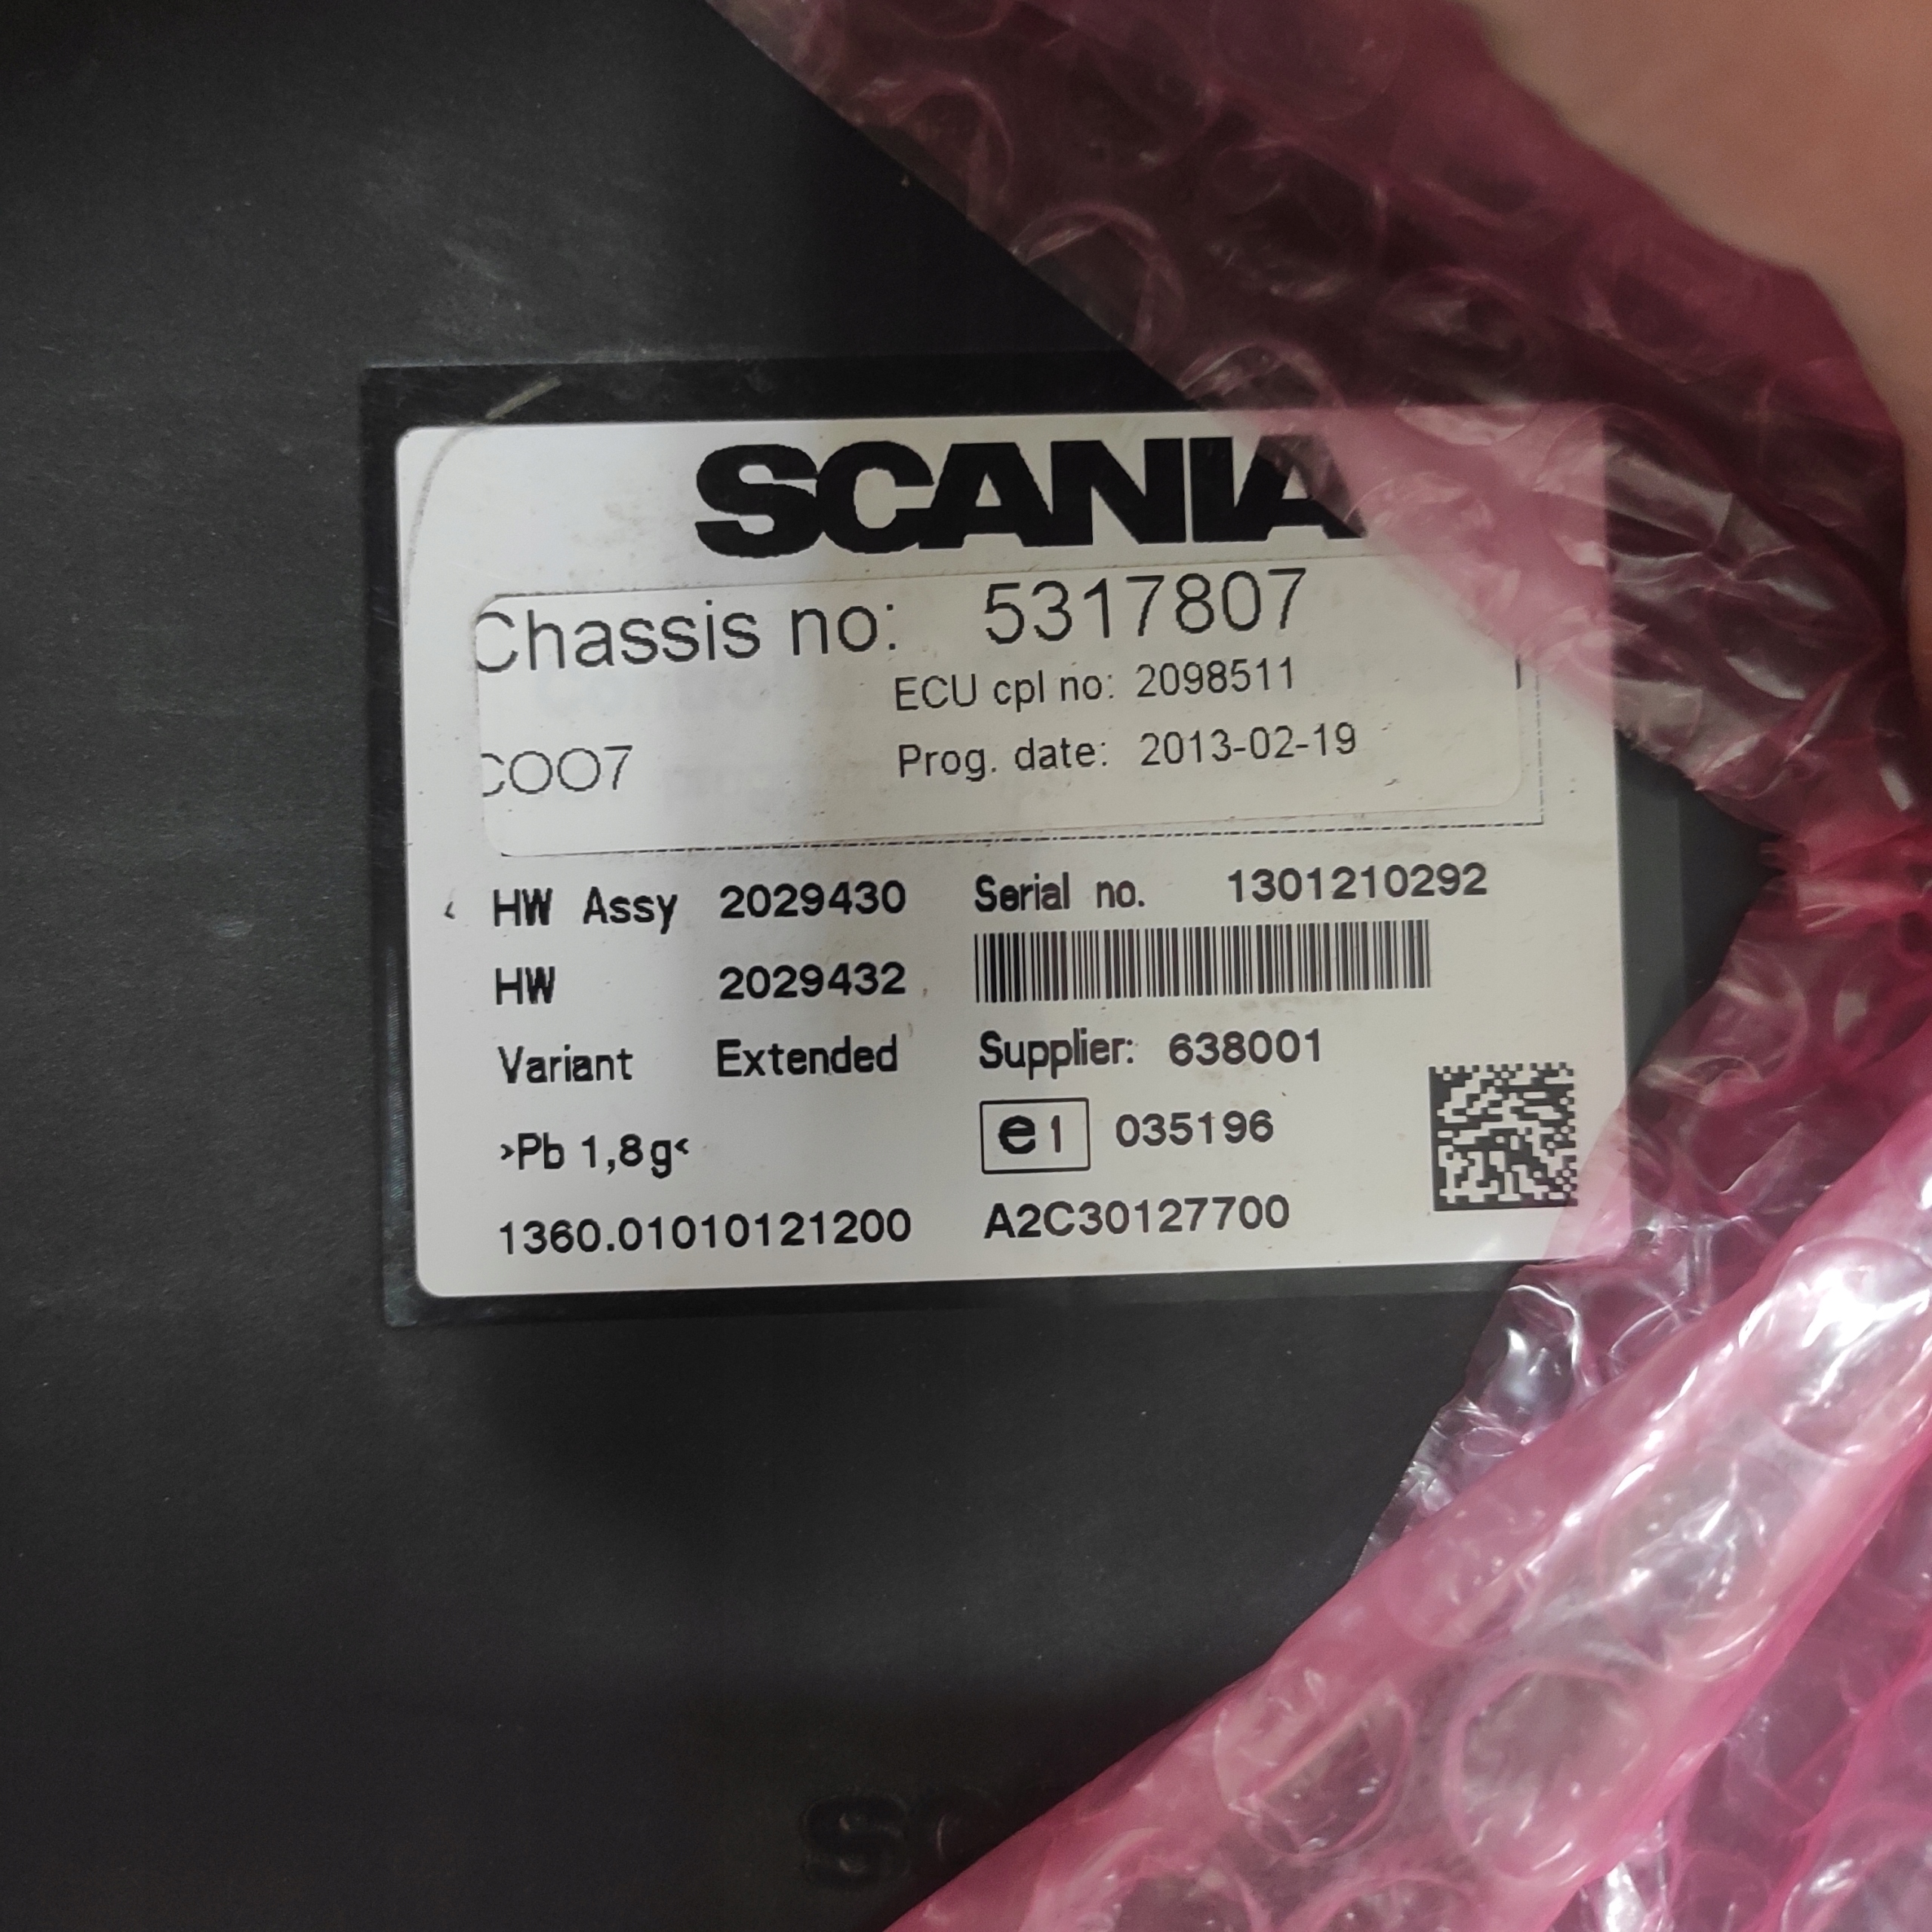 SCANIA
Chassis no: 5317807
ECU cpl no: 2098511
COO7 Prog. date: 2013-02-19
HW Assy 2029430 Serial no. 1301210292
HW 2029432
Variant Extended Supplier: 638001
>Pb 1,8g< e1 035196
1360.01010121200 A2C30127700